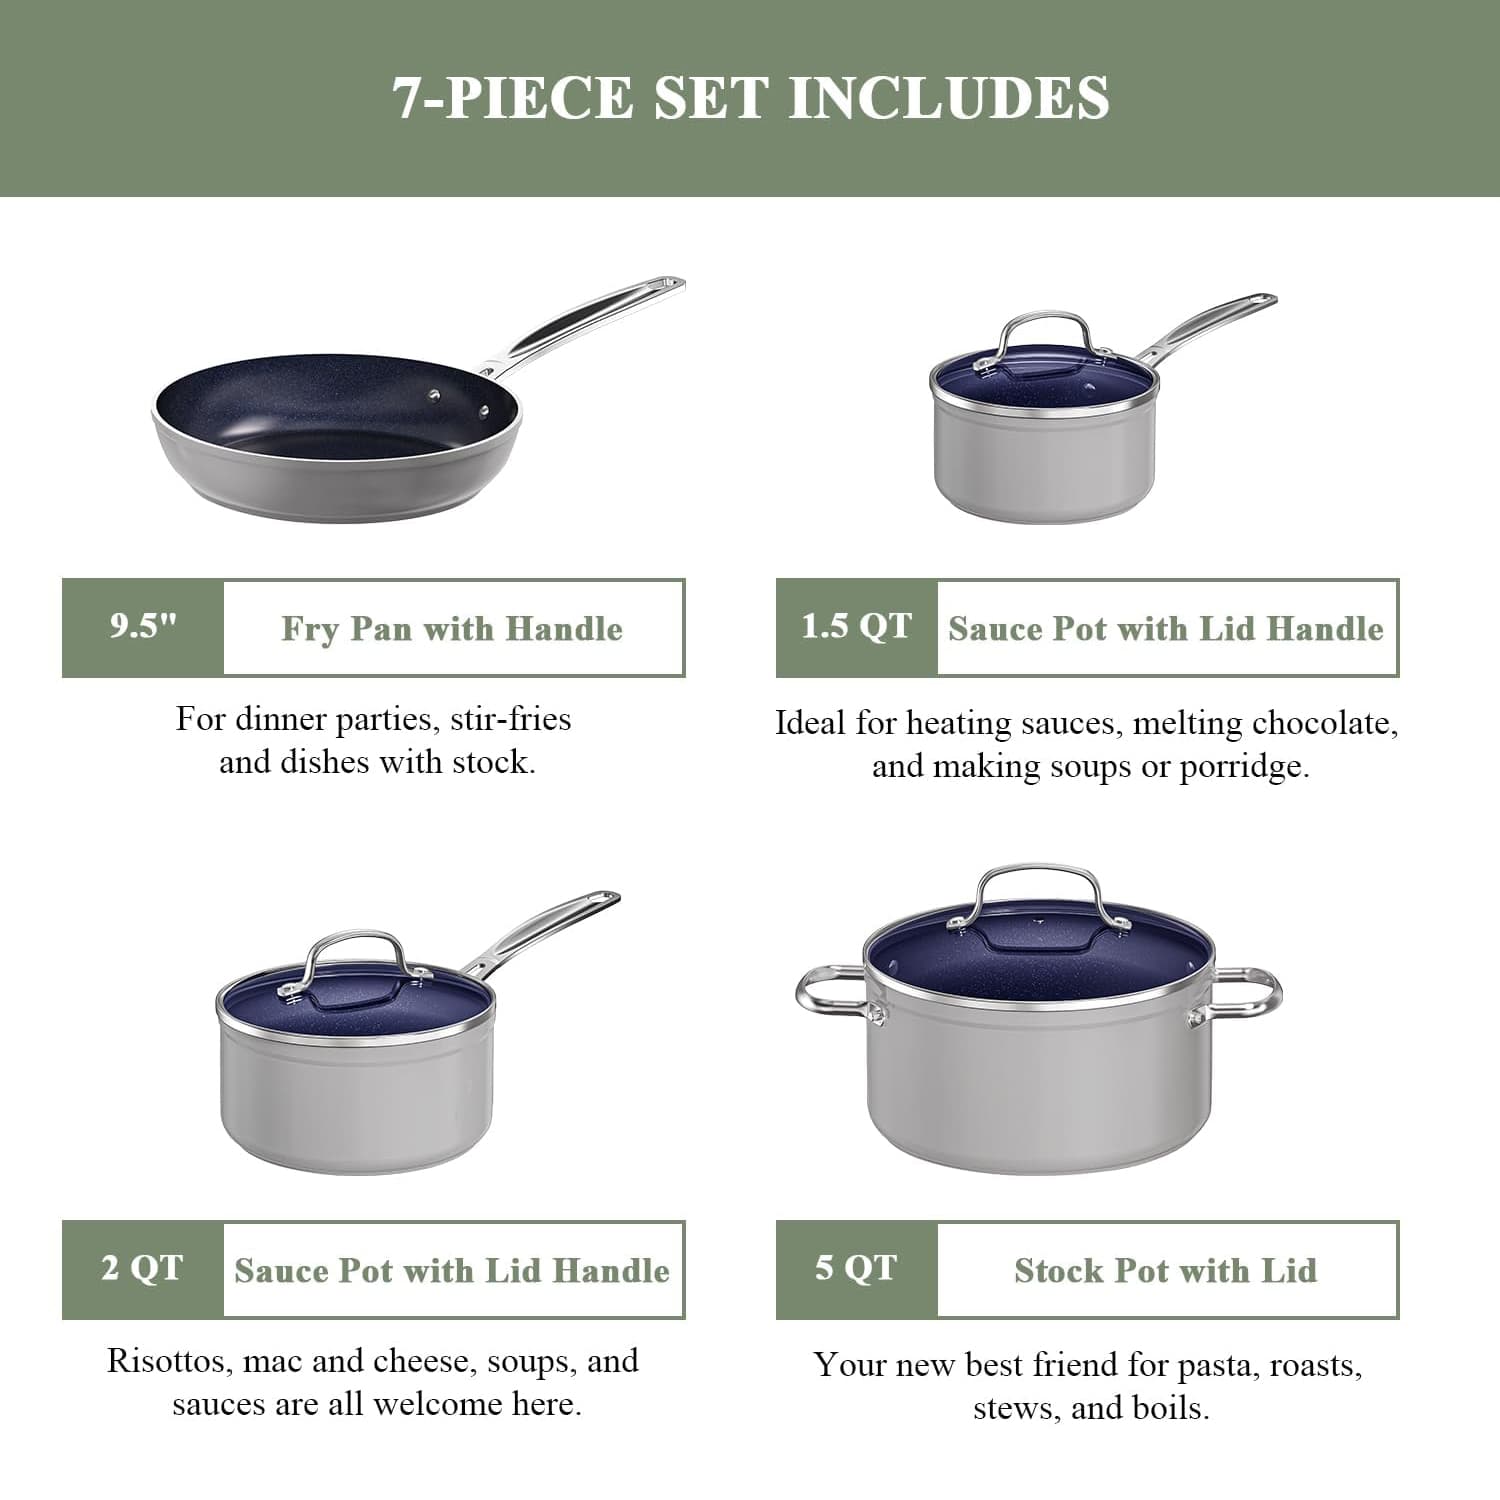 7-PIECE SET INCLUDES
9.5" Fry Pan with Handle
For dinner parties, stir-fries
and dishes with stock.
1.5 QT Sauce Pot with Lid Handle
Ideal for heating sauces, melting chocolate,
and making soups or porridge.
2 QT Sauce Pot with Lid Handle
Risottos, mac and cheese, soups, and
sauces are all welcome here.
5 QT Stock Pot with Lid
Your new best friend for pasta, roasts,
stews, and boils.